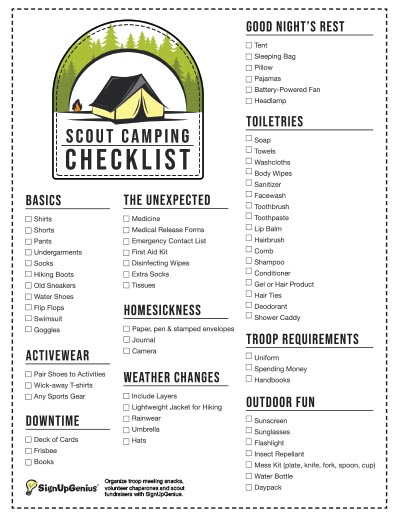 SCOUT CAMPING
CHECKLIST
BASICS
Shirts
Shorts
Pants
Undergarments
Socks
Hiking Boots
Old Sneakers
Water Shoes
Flip Flops
Swimsuit
Goggles
ACTIVEWEAR
Pair Shoes to Activities
Wick-away T-shirts
Any Sports Gear
DOWNTIME
Deck of Cards
Frisbee
Books
THE UNEXPECTED
Medicine
Medical Release Forms
Emergency Contact List
First Aid Kit
Disinfecting Wipes
Extra Socks
Tissues
HOMESICKNESS
Paper, pen & stamped envelopes
Journal
Camera
WEATHER CHANGES
Include Layers
Lightweight Jacket for Hiking
Rainwear
Umbrella
Hats
GOOD NIGHT'S REST
Tent
Sleeping Bag
Pillow
Pajamas
Battery-Powered Fan
Headlamp
TOILETRIES
Soap
Towels
Washcloths
Body Wipes
Sanitizer
Facewash
Toothbrush
Toothpaste
Lip Balm
Hairbrush
Comb
Shampoo
Conditioner
Gel or Hair Product
Hair Ties
Deodorant
Shower Caddy
TROOP REQUIREMENTS
Uniform
Spending Money
Handbooks
OUTDOOR FUN
Sunscreen
Sunglasses
Flashlight
Insect Repellant
Mess Kit (plate, knife, fork, spoon, cup)
Water Bottle
Daypack
SignUpGenius
Organize troop meeting snacks,
volunteer chaparones and scout
fundraisers with SignUpGenius.